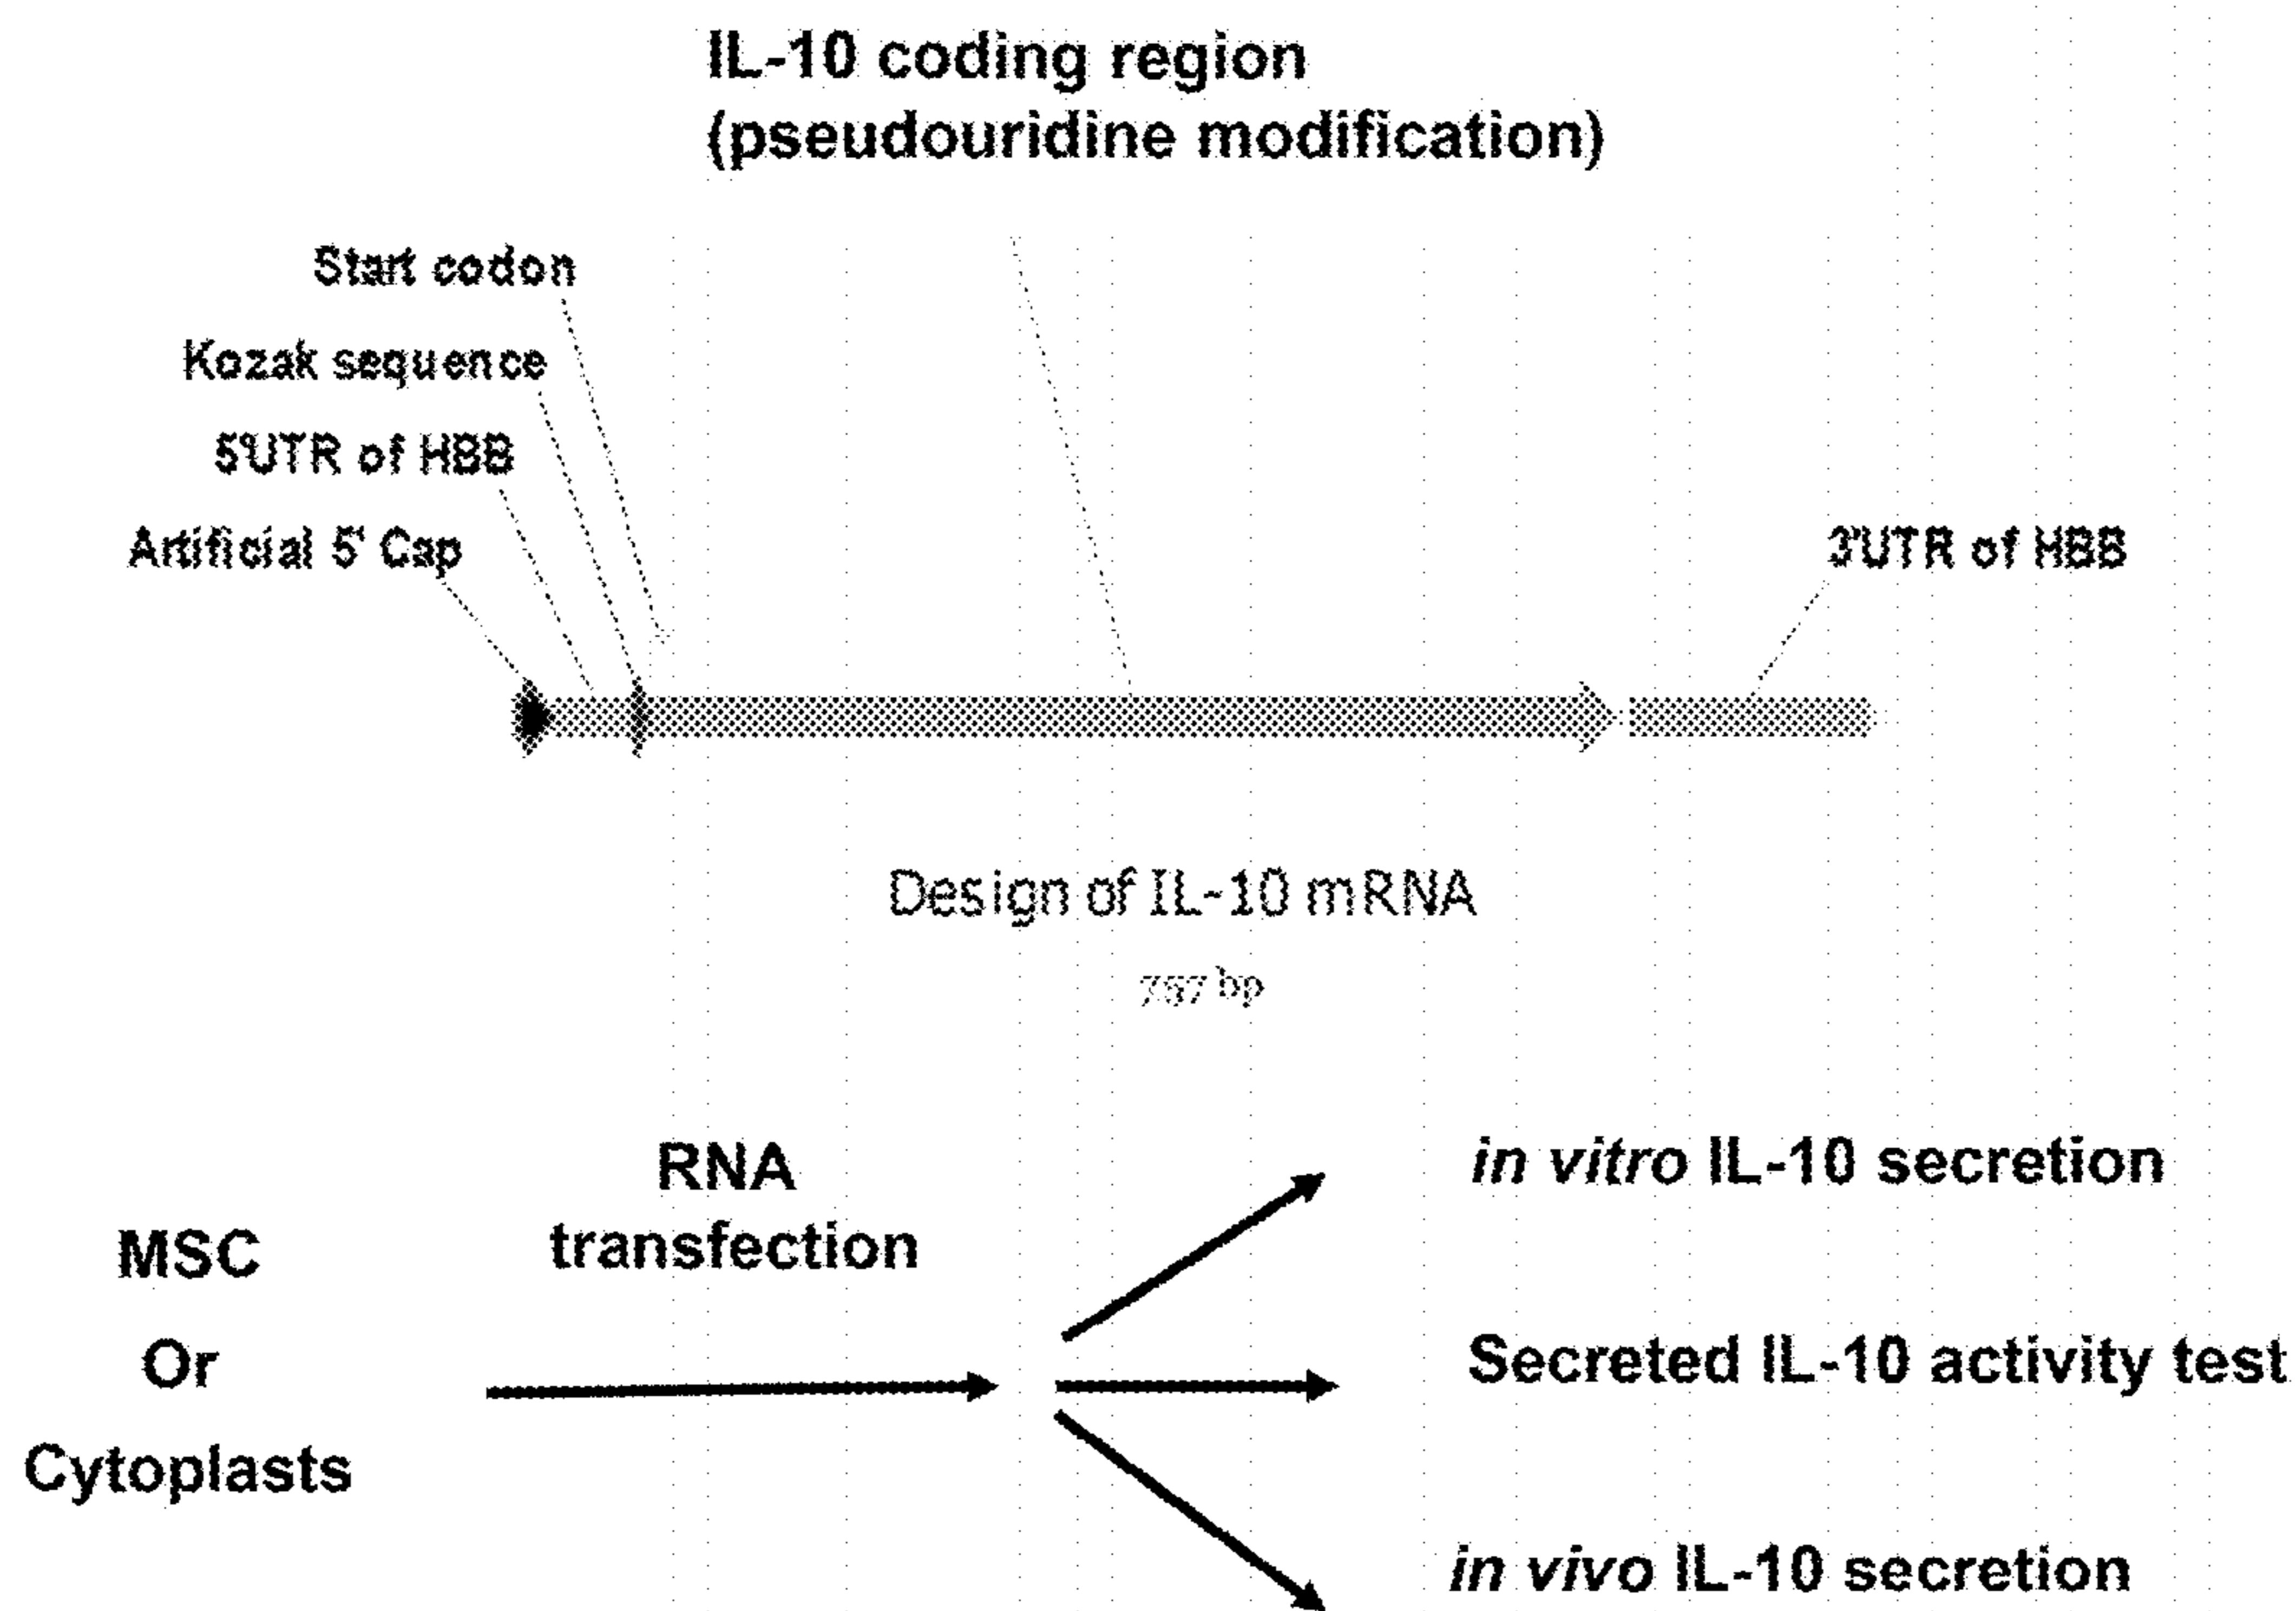 IL-10 coding region
(pseudouridine modification)
Start codon
Kozak sequence
5'UTR of HBB
Artificial 5' Cap
3'UTR of HBB
Design of IL-10 mRNA
bp
RNA
transfection
MSC
Or
Cytoplasts
in vitro IL-10 secretion
Secreted IL-10 activity test
in vivo IL-10 secretion